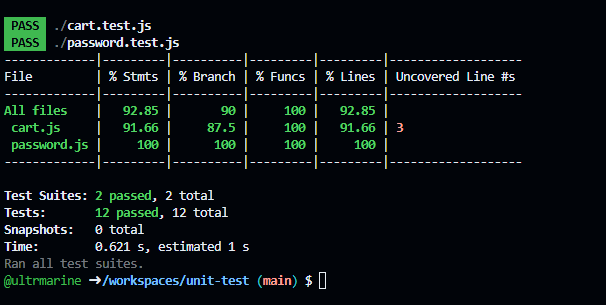 PASS ./cart.test.js
PASS ./password.test.js
-------------|---------|----------|---------|---------|-------------------
File | % Stmts | % Branch | % Funcs | % Lines | Uncovered Line #s
-------------|---------|----------|---------|---------|-------------------
All files | 92.85 | 90 | 100 | 92.85 |
cart.js | 91.66 | 87.5 | 100 | 91.66 | 3
password.js | 100 | 100 | 100 | 100 |
-------------|---------|----------|---------|---------|-------------------
Test Suites: 2 passed, 2 total
Tests: 12 passed, 12 total
Snapshots: 0 total
Time: 0.621 s, estimated 1 s
Ran all test suites.
@ultrmarine ➜/workspaces/unit-test (main) $